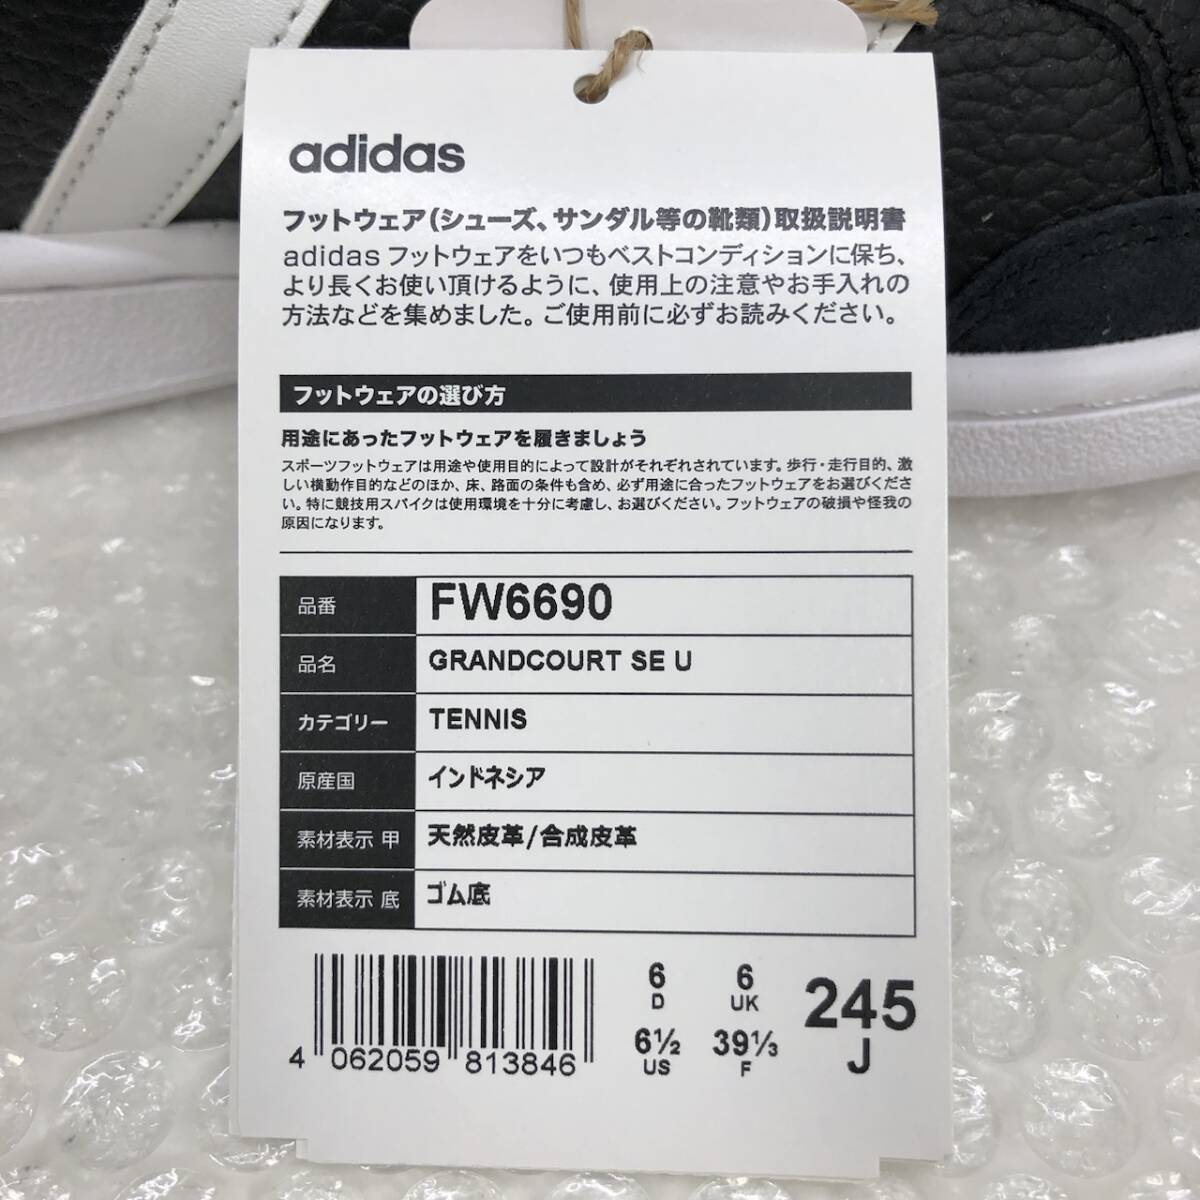 adidas
フットウェア(シューズ、サンダル等の靴類)取扱説明書
adidas フットウェアをいつもベストコンディションに保ち、
より長くお使い頂けるように、使用上の注意やお手入れの
方法などを集めました。ご使用前に必ずお読みください。
フットウェアの選び方
用途にあったフットウェアを履きましょう
スポーツフットウェアは用途や使用目的によって設計がそれぞれされています。歩行・走行目的、激
しい横動作目的などのほか、床、路面の条件も含め、必ず用途に合ったフットウェアをお選びくださ
い。特に競技用スパイクは使用環境を十分に考慮し、お選びください。フットウェアの破損や怪我の
原因になります。
品番 FW6690
品名 GRANDCOURT SE U
カテゴリー TENNIS
原産国 インドネシア
素材表示 甲 天然皮革/合成皮革
素材表示 底 ゴム底
4 062059 813846
6 D 6 UK
6½ US 39⅓ F
245 J